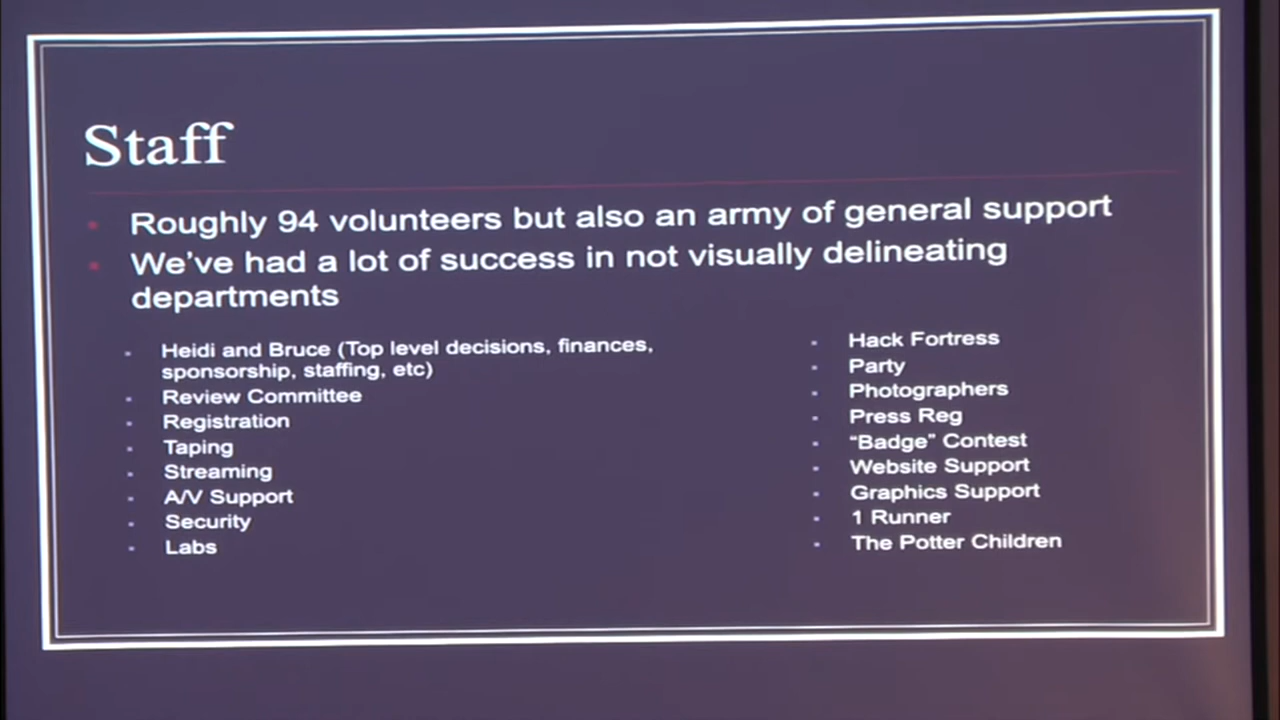 Staff
Roughly 94 volunteers but also an army of general support
We've had a lot of success in not visually delineating
departments
Heidi and Bruce (Top level decisions, finances,
sponsorship, staffing, etc)
Review Committee
Registration
Taping
Streaming
A/V Support
Security
Labs
Hack Fortress
Party
Photographers
Press Reg
“Badge” Contest
Website Support
Graphics Support
1 Runner
The Potter Children